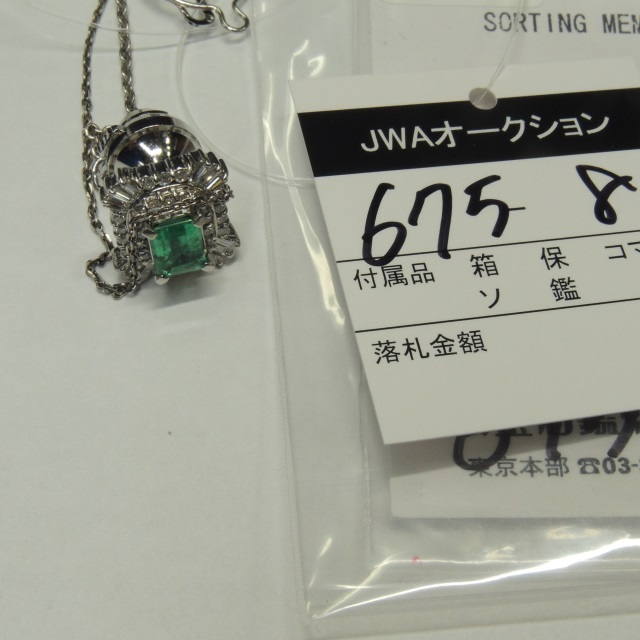 SORTING MEM
JWAオークション
675 8
付属品 箱 保 コマ
ソ 鑑
落札金額
東京本部 ☎03-